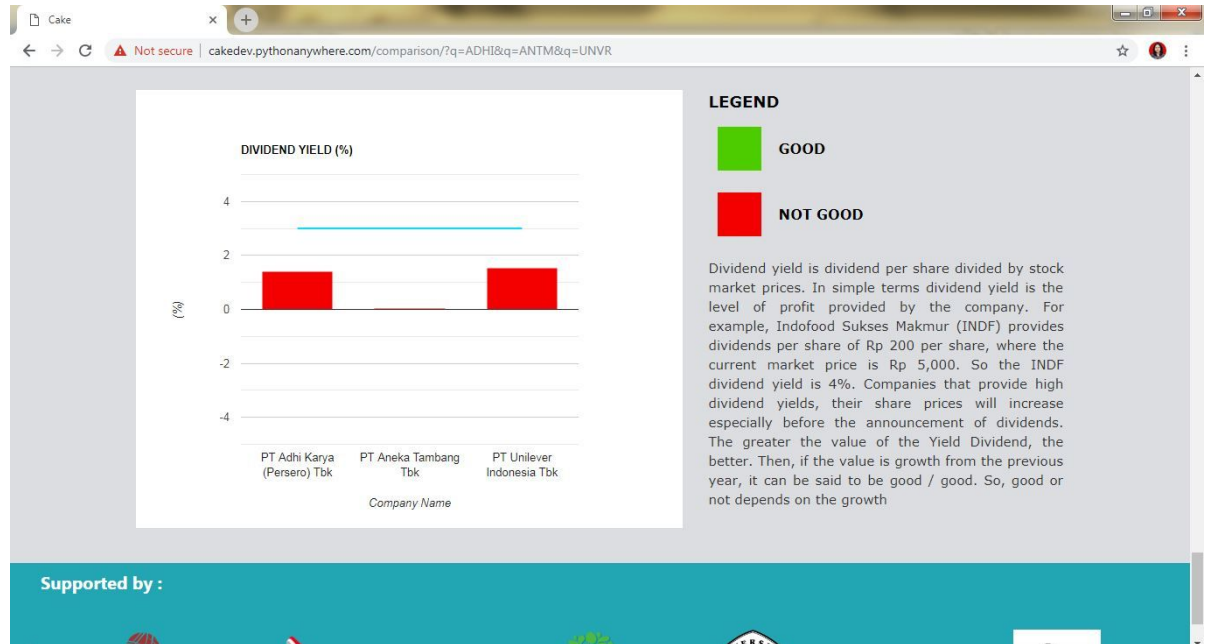 Cake
Not secure | cakedev.pythonanywhere.com/comparison/?q=ADHI&q=ANTM&q=UNVR
DIVIDEND YIELD (%)
4
2
0
-2
-4
(%)
PT Adhi Karya
(Persero) Tbk
PT Aneka Tambang
Tbk
PT Unilever
Indonesia Tbk
Company Name
LEGEND
GOOD
NOT GOOD
Dividend yield is dividend per share divided by stock
market prices. In simple terms dividend yield is the
level of profit provided by the company. For
example, Indofood Sukses Makmur (INDF) provides
dividends per share of Rp 200 per share, where the
current market price is Rp 5,000. So the INDF
dividend yield is 4%. Companies that provide high
dividend yields, their share prices will increase
especially before the announcement of dividends.
The greater the value of the Yield Dividend, the
better. Then, if the value is growth from the previous
year, it can be said to be good / good. So, good or
not depends on the growth
Supported by :